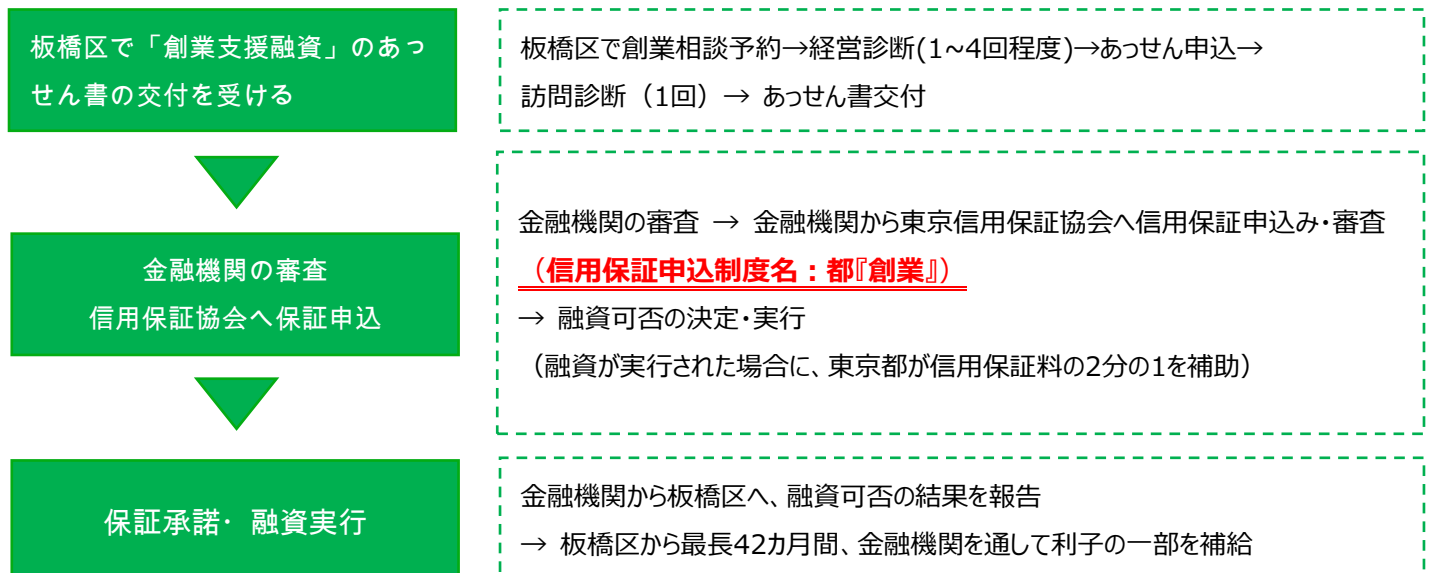 板橋区で「創業支援融資」のあっ
せん書の交付を受ける
板橋区で創業相談予約→経営診断(1~4回程度)→あっせん申込→
訪問診断（1回）→ あっせん書交付
金融機関の審査
信用保証協会へ保証申込
金融機関の審査 → 金融機関から東京信用保証協会へ信用保証申込み・審査
（信用保証申込制度名：都『創業』）
→ 融資可否の決定・実行
（融資が実行された場合に、東京都が信用保証料の2分の1を補助）
保証承諾・ 融資実行
金融機関から板橋区へ、融資可否の結果を報告
→ 板橋区から最長42カ月間、金融機関を通して利子の一部を補給